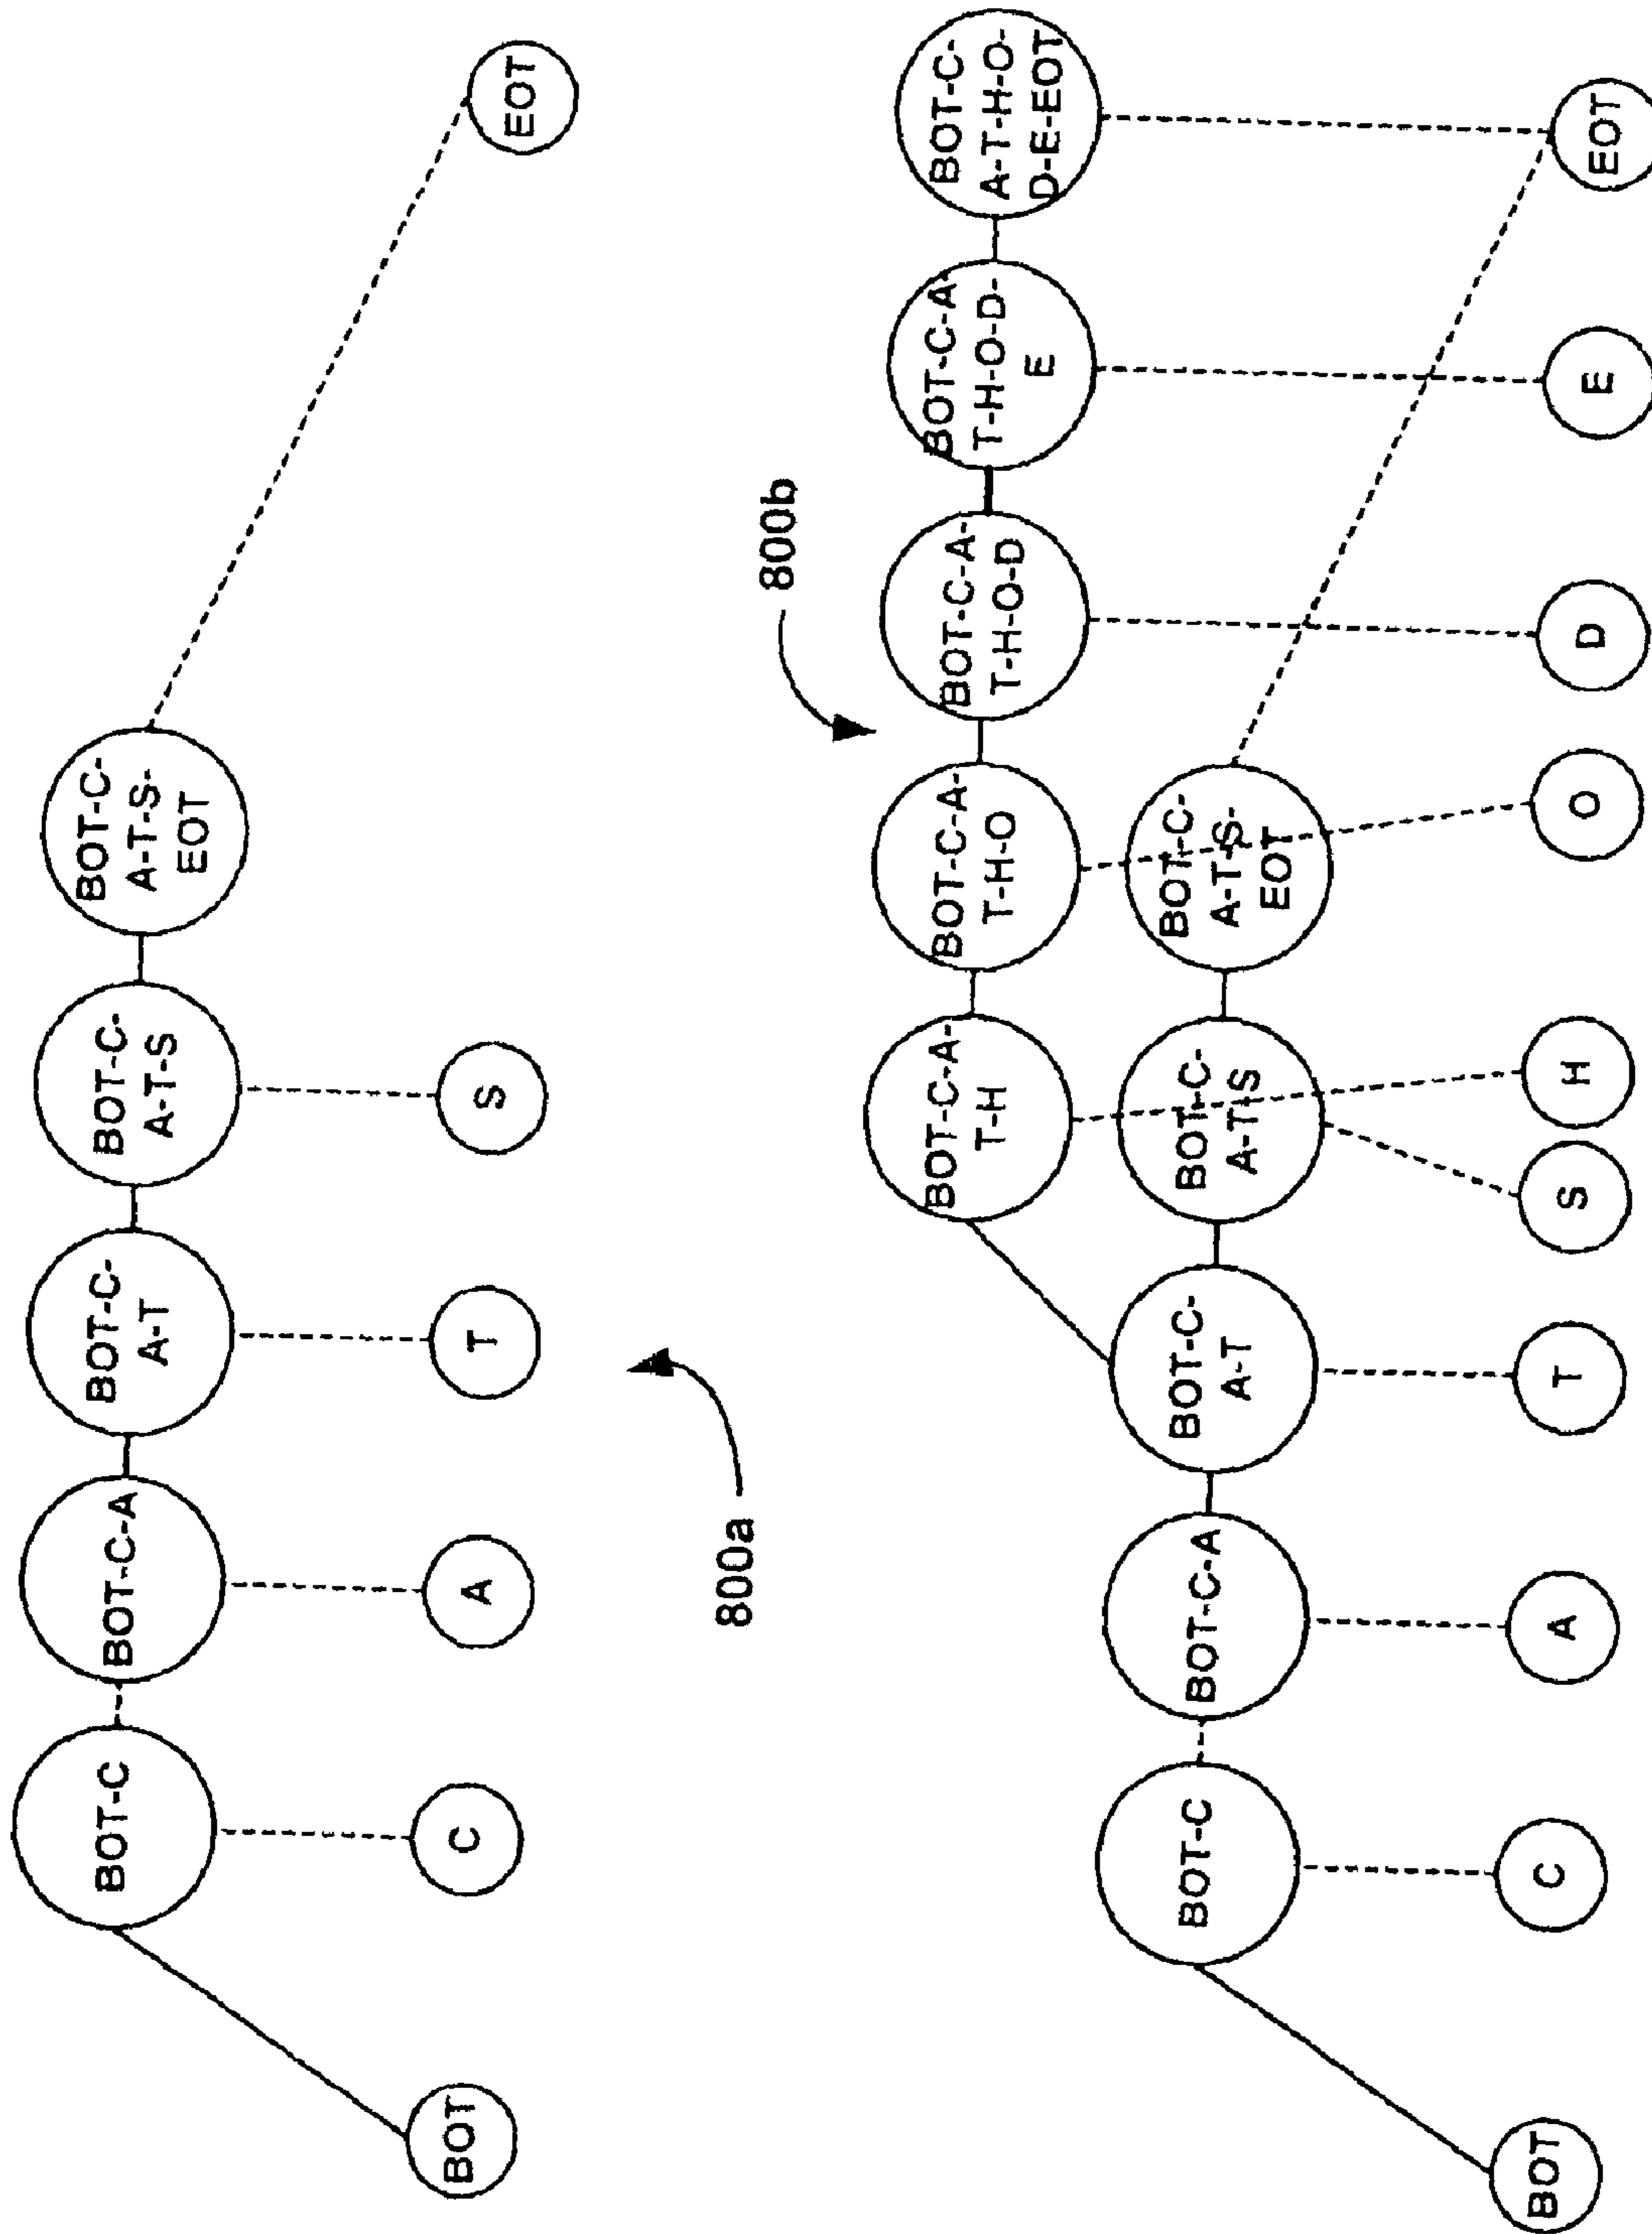 BOT-C
BOT-C-A
BOT-C-
A-T
BOT-C-
A-T-S
BOT-C-
A-T-S-
EOT
BOT
C
A
T
S
EOT
800a
800b
BOT-C-A-
T-H
BOT-C-A-
T-H-O
BOT-C-A-
T-H-O-D
BOT-C-A-
T-H-O-D-
E
BOT-C-
A-T-H-O-
D-E-EOT
BOT-C
BOT-C-A
BOT-C-
A-T
BOT-C-
A-T-S
BOT-C-
A-T-S-
EOT
BOT
C
A
T
S
H
O
D
E
EOT